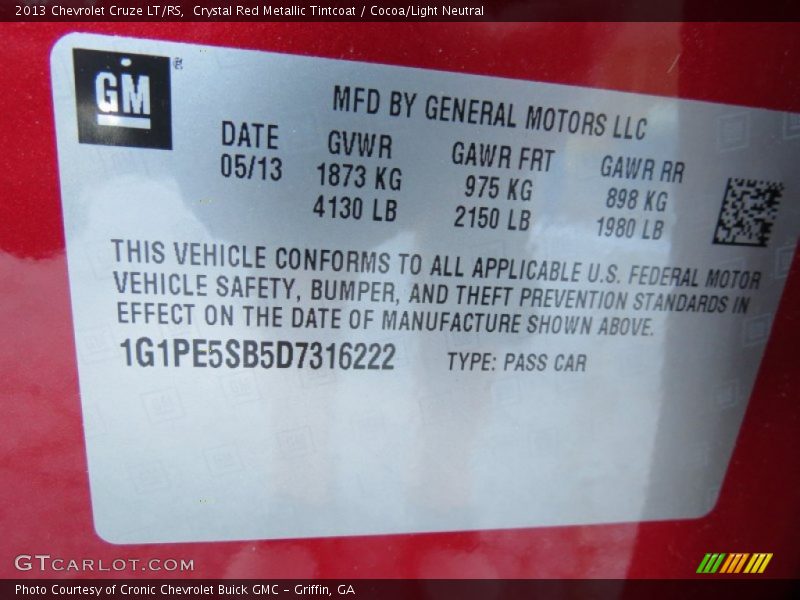 2013 Chevrolet Cruze LT/RS,  Crystal Red Metallic Tintcoat / Cocoa/Light Neutral
GM ®
MFD BY GENERAL MOTORS LLC
DATE GVWR GAWR FRT GAWR RR
05/13 1873 KG 975 KG 898 KG
4130 LB 2150 LB 1980 LB
THIS VEHICLE CONFORMS TO ALL APPLICABLE U.S. FEDERAL MOTOR
VEHICLE SAFETY, BUMPER, AND THEFT PREVENTION STANDARDS IN
EFFECT ON THE DATE OF MANUFACTURE SHOWN ABOVE.
1G1PE5SB5D7316222 TYPE: PASS CAR
GTCARLOT.COM
Photo Courtesy of Cronic Chevrolet Buick GMC – Griffin, GA